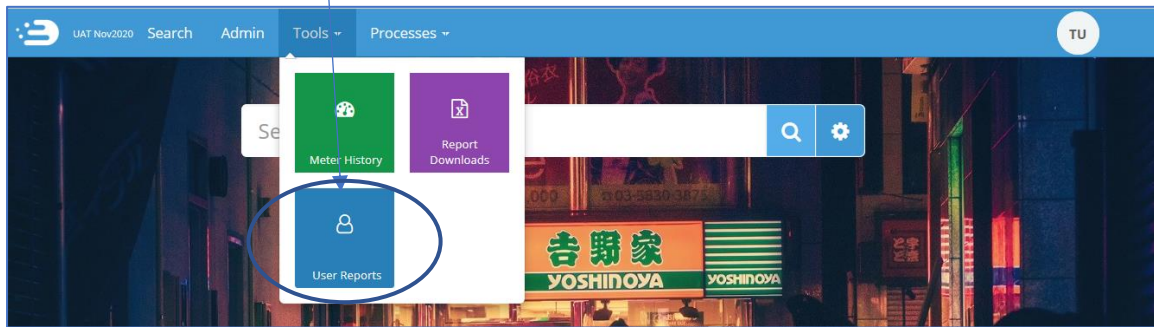 UAT Nov2020 Search Admin Tools Processes
TU
Se
Meter History
Report
Downloads
User Reports
,000 ☎03-5830-3875
吉野家
YOSHINOYA
YOSHINOYA